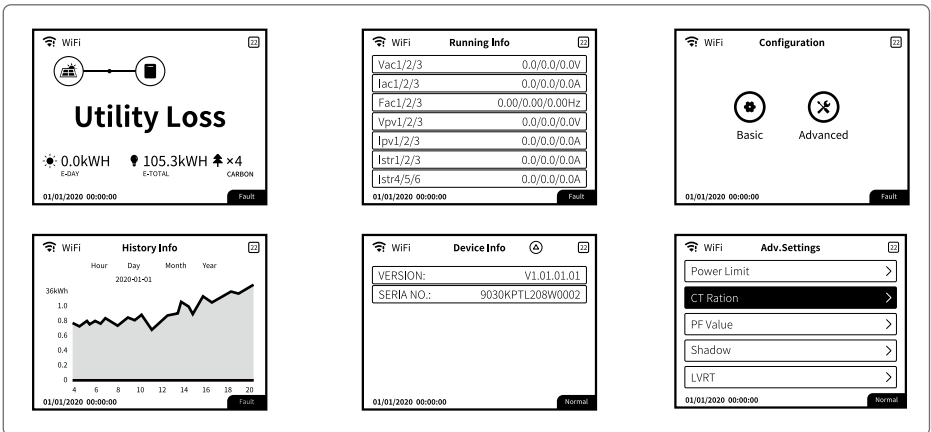 WiFi 22
Utility Loss
0.0kWH 105.3kWH ×4
E-DAY E-TOTAL CARBON
01/01/2020 00:00:00 Fault
WiFi Running Info 22
Vac1/2/3 0.0/0.0/0.0V
Iac1/2/3 0.0/0.0/0.0A
Fac1/2/3 0.00/0.00/0.00Hz
Vpv1/2/3 0.0/0.0/0.0V
Ipv1/2/3 0.0/0.0/0.0A
Istr1/2/3 0.0/0.0/0.0A
Istr4/5/6 0.0/0.0/0.0A
01/01/2020 00:00:00 Fault
WiFi Configuration 22
Basic Advanced
01/01/2020 00:00:00 Fault
WiFi History Info 22
Hour Day Month Year
2020-01-01
36kWh
1.0
0.8
0.6
0.4
0.2
0
4 6 8 10 12 14 16 18 20
01/01/2020 00:00:00 Fault
WiFi Device Info 22
VERSION: V1.01.01.01
SERIA NO.: 9030KPTL208W0002
01/01/2020 00:00:00 Normal
WiFi Adv.Settings 22
Power Limit
CT Ration
PF Value
Shadow
LVRT
01/01/2020 00:00:00 Normal